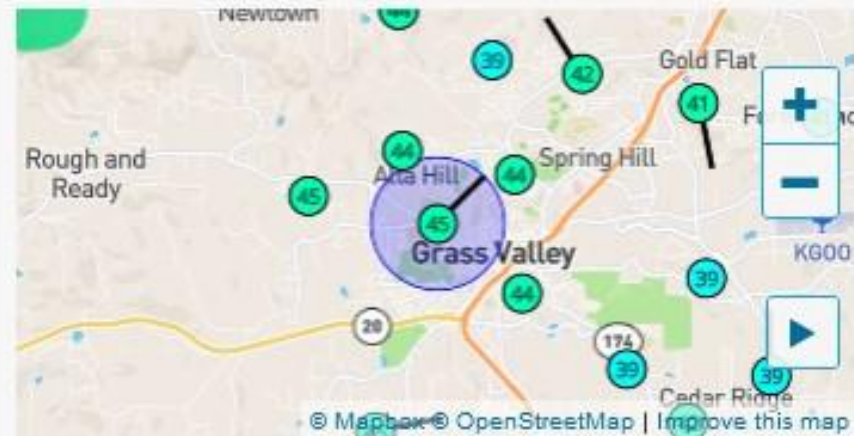 Newtown
44
39
42
Gold Flat
41
+
Rough and
Ready
44
Alta Hill
44
Spring Hill
45
45
−
Grass Valley
KGOO
39
44
20
174
39
39
Cedar Ridge
© Mapbox © OpenStreetMap | Improve this map